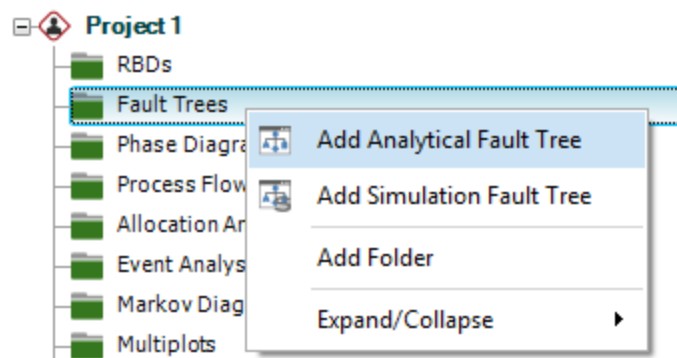 Project 1
RBDs
Fault Trees
Phase Diagra
Process Flow
Allocation An
Event Analys
Markov Diag
Multiplots
Add Analytical Fault Tree
Add Simulation Fault Tree
Add Folder
Expand/Collapse